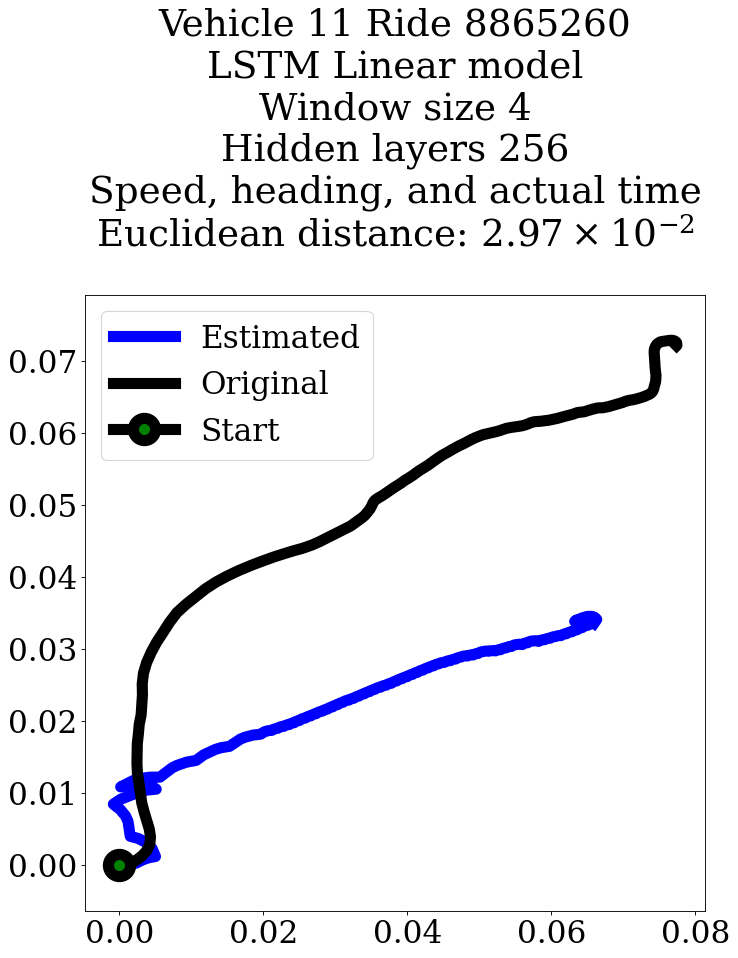 Vehicle 11 Ride 8865260
LSTM Linear model
Window size 4
Hidden layers 256
Speed, heading, and actual time
Euclidean distance: 2.97 × 10⁻²
Estimated
Original
Start
0.07
0.06
0.05
0.04
0.03
0.02
0.01
0.00
0.00 0.02 0.04 0.06 0.08